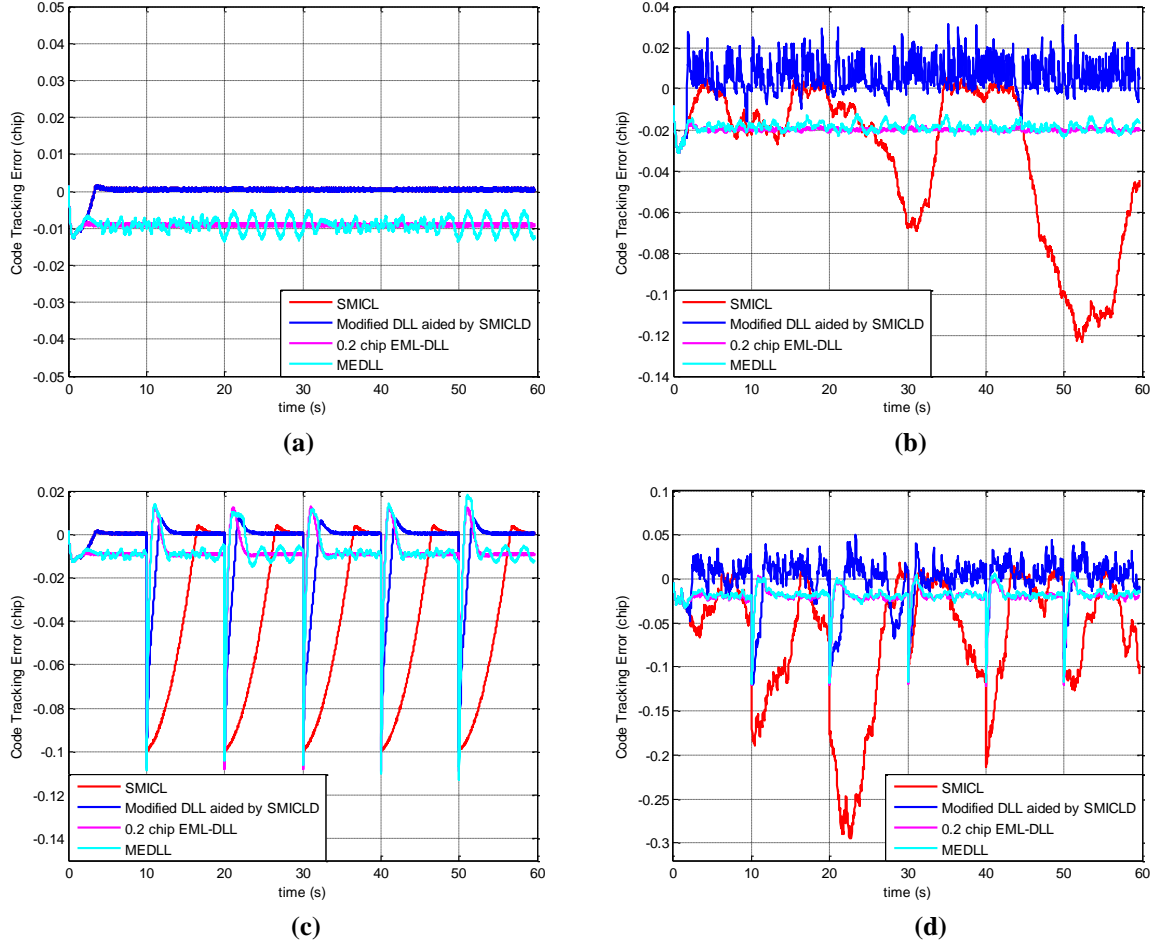 0.05
0.04
0.03
0.02
0.01
0
-0.01
-0.02
-0.03
-0.04
0.05
Code Tracking Error (chip)
SMICL
Modified DLL aided by SMICLD
0.2 chip EML-DLL
MEDLL
0 10 20 30 40 50 60
time (s)
(a)
0.04
0.02
0
-0.02
-0.04
-0.06
-0.08
-0.1
-0.12
-0.14
Code Tracking Error (chip)
SMICL
Modified DLL aided by SMICLD
0.2 chip EML-DLL
MEDLL
0 10 20 30 40 50 60
time (s)
(b)
0.02
0
-0.02
-0.04
-0.06
-0.08
-0.1
-0.12
-0.14
Code Tracking Error (chip)
SMICL
Modified DLL aided by SMICLD
0.2 chip EML-DLL
MEDLL
0 10 20 30 40 50 60
time (s)
(c)
0.1
0.05
0
-0.05
-0.1
-0.15
-0.2
-0.25
-0.3
Code Tracking Error (chip)
SMICL
Modified DLL aided by SMICLD
0.2 chip EML-DLL
MEDLL
0 10 20 30 40 50 60
time (s)
(d)